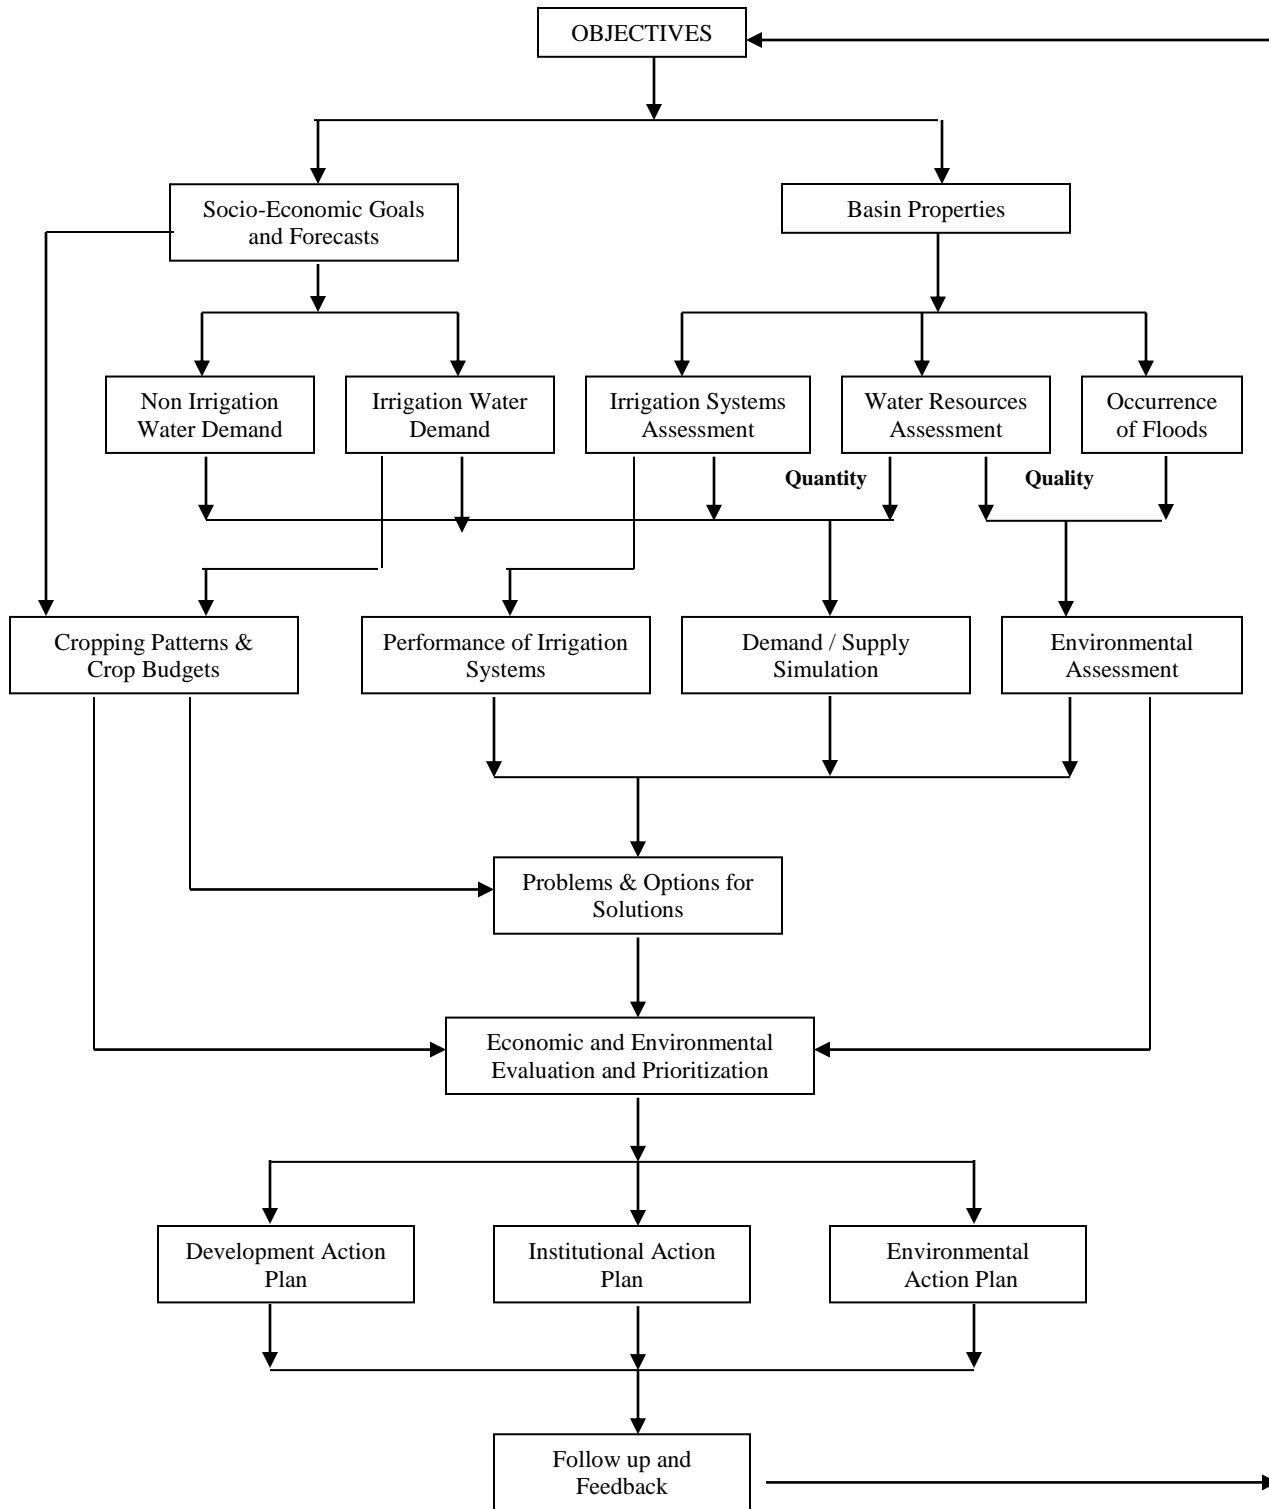 OBJECTIVES
Socio-Economic Goals
and Forecasts
Basin Properties
Non Irrigation
Water Demand
Irrigation Water
Demand
Irrigation Systems
Assessment
Water Resources
Assessment
Occurrence
of Floods
Quantity
Quality
Cropping Patterns &
Crop Budgets
Performance of Irrigation
Systems
Demand / Supply
Simulation
Environmental
Assessment
Problems & Options for
Solutions
Economic and Environmental
Evaluation and Prioritization
Development Action
Plan
Institutional Action
Plan
Environmental
Action Plan
Follow up and
Feedback